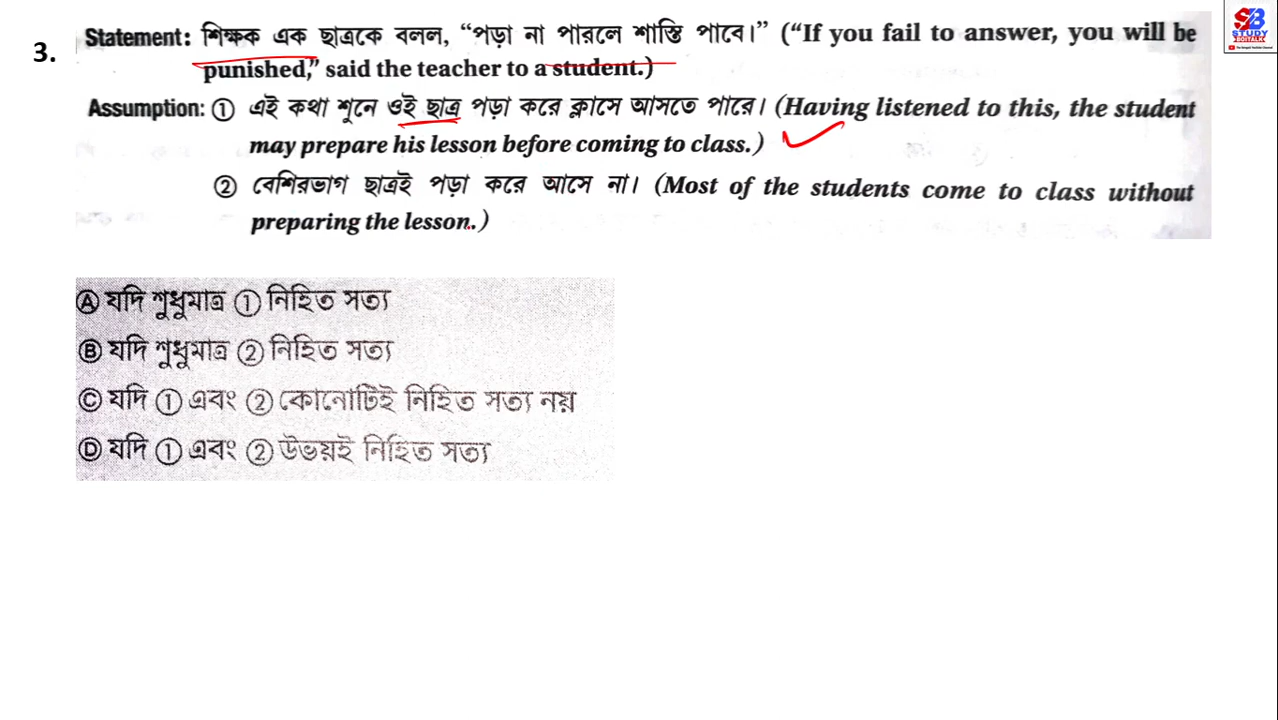 SB
STUDY
BOITALK
3.
Statement: শিক্ষক এক ছাত্রকে বলল, “পড়া না পারলে শাস্তি পাবে।” (“If you fail to answer, you will be
punished,” said the teacher to a student.)
Assumption: ① এই কথা শুনে ওই ছাত্র পড়া করে ক্লাসে আসতে পারে। (Having listened to this, the student
may prepare his lesson before coming to class.)
② বেশিরভাগ ছাত্রই পড়া করে আসে না। (Most of the students come to class without
preparing the lesson.)
Ⓐ যদি শুধুমাত্র ① নিহিত সত্য
Ⓑ যদি শুধুমাত্র ② নিহিত সত্য
Ⓒ যদি ① এবং ② কোনোটিই নিহিত সত্য নয়
Ⓓ যদি ① এবং ② উভয়ই নিহিত সত্য